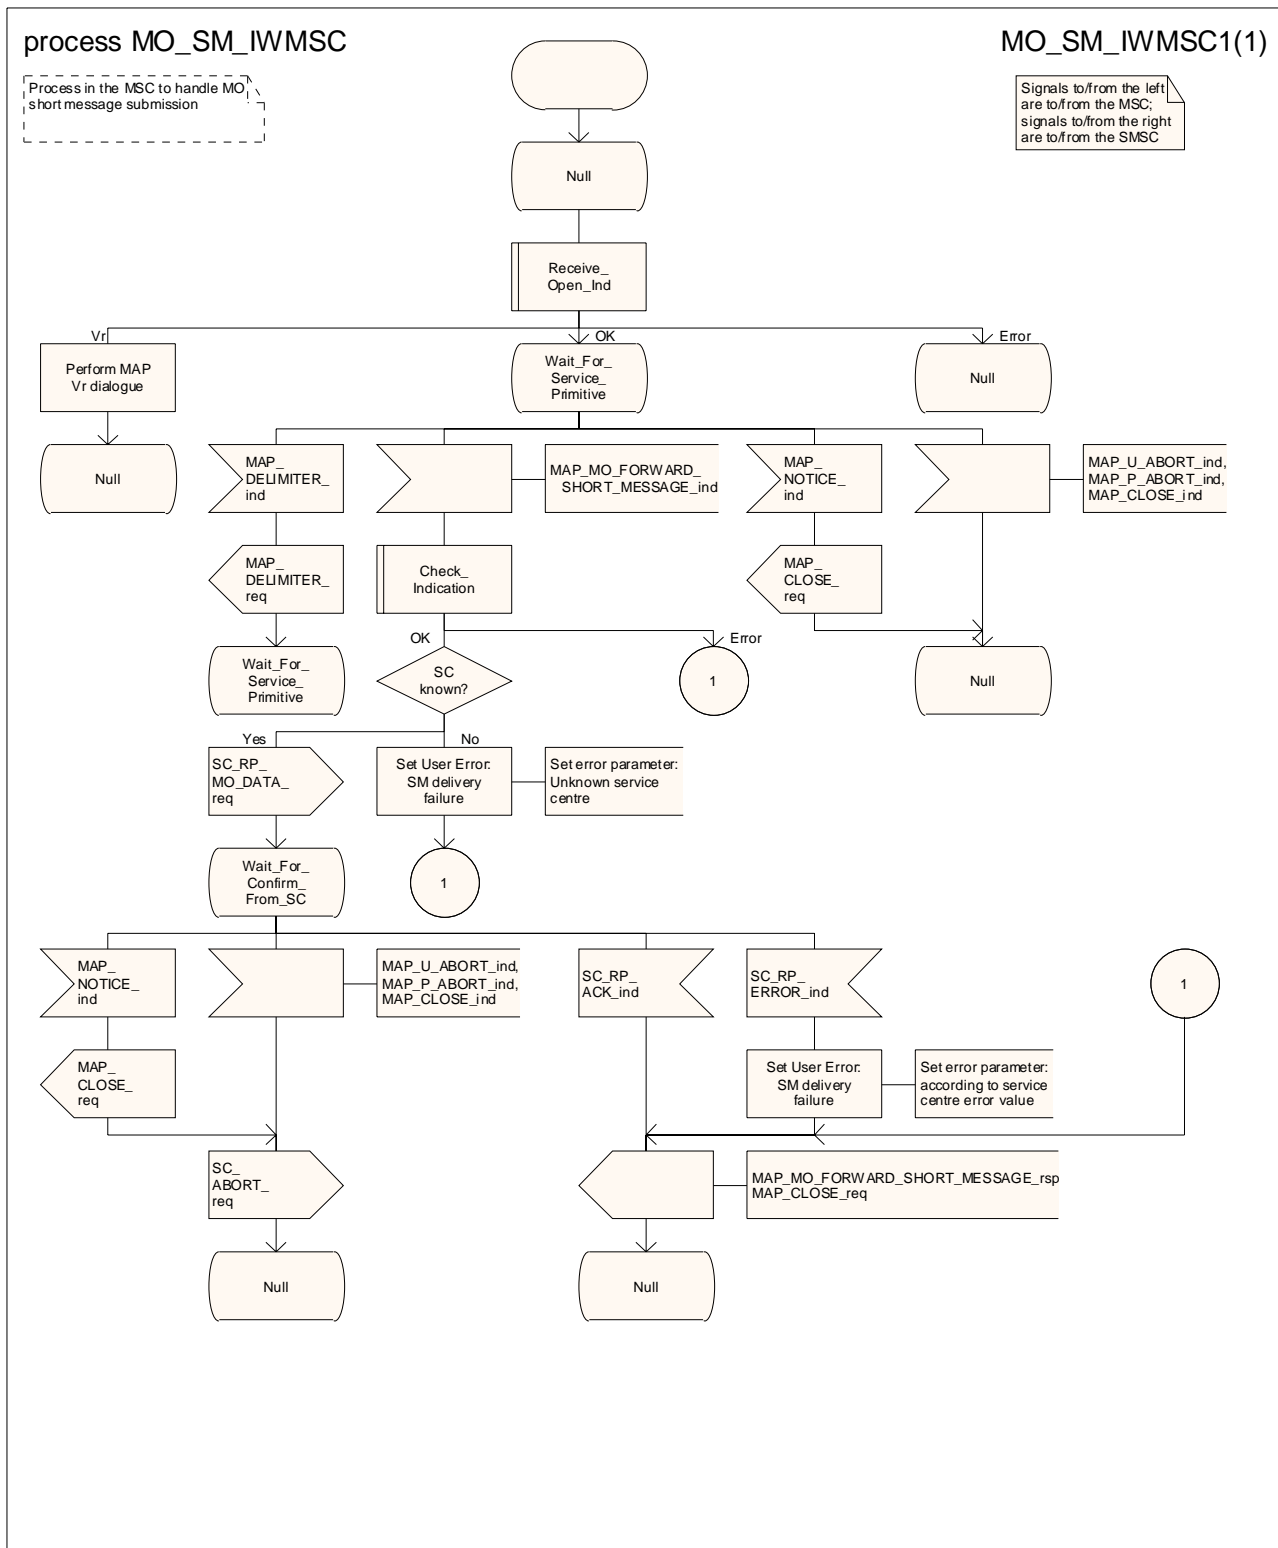 process MO_SM_IWMSC
MO_SM_IWMSC1(1)
Process in the MSC to handle MO
short message submission
Signals to/from the left
are to/from the MSC;
signals to/from the right
are to/from the SMSC
Null
Receive_
Open_Ind
Vr
OK
Error
Perform MAP
Vr dialogue
Wait_For_
Service_
Primitive
Null
Null
MAP_
DELIMITER_
ind
MAP_MO_FORWARD_
SHORT_MESSAGE_ind
MAP_
NOTICE_
ind
MAP_U_ABORT_ind,
MAP_P_ABORT_ind,
MAP_CLOSE_ind
MAP_
DELIMITER_
req
Check_
Indication
MAP_
CLOSE_
req
OK
Error
Wait_For_
Service_
Primitive
SC
known?
1
Null
Yes
No
SC_RP_
MO_DATA_
req
Set User Error:
SM delivery
failure
Set error parameter:
Unknown service
centre
Wait_For_
Confirm_
From_SC
1
MAP_
NOTICE_
ind
MAP_U_ABORT_ind,
MAP_P_ABORT_ind,
MAP_CLOSE_ind
SC_RP_
ACK_ind
SC_RP_
ERROR_ind
1
MAP_
CLOSE_
req
Set User Error:
SM delivery
failure
Set error parameter:
according to service
centre error value
SC_
ABORT_
req
MAP_MO_FORWARD_SHORT_MESSAGE_rsp
MAP_CLOSE_req
Null
Null